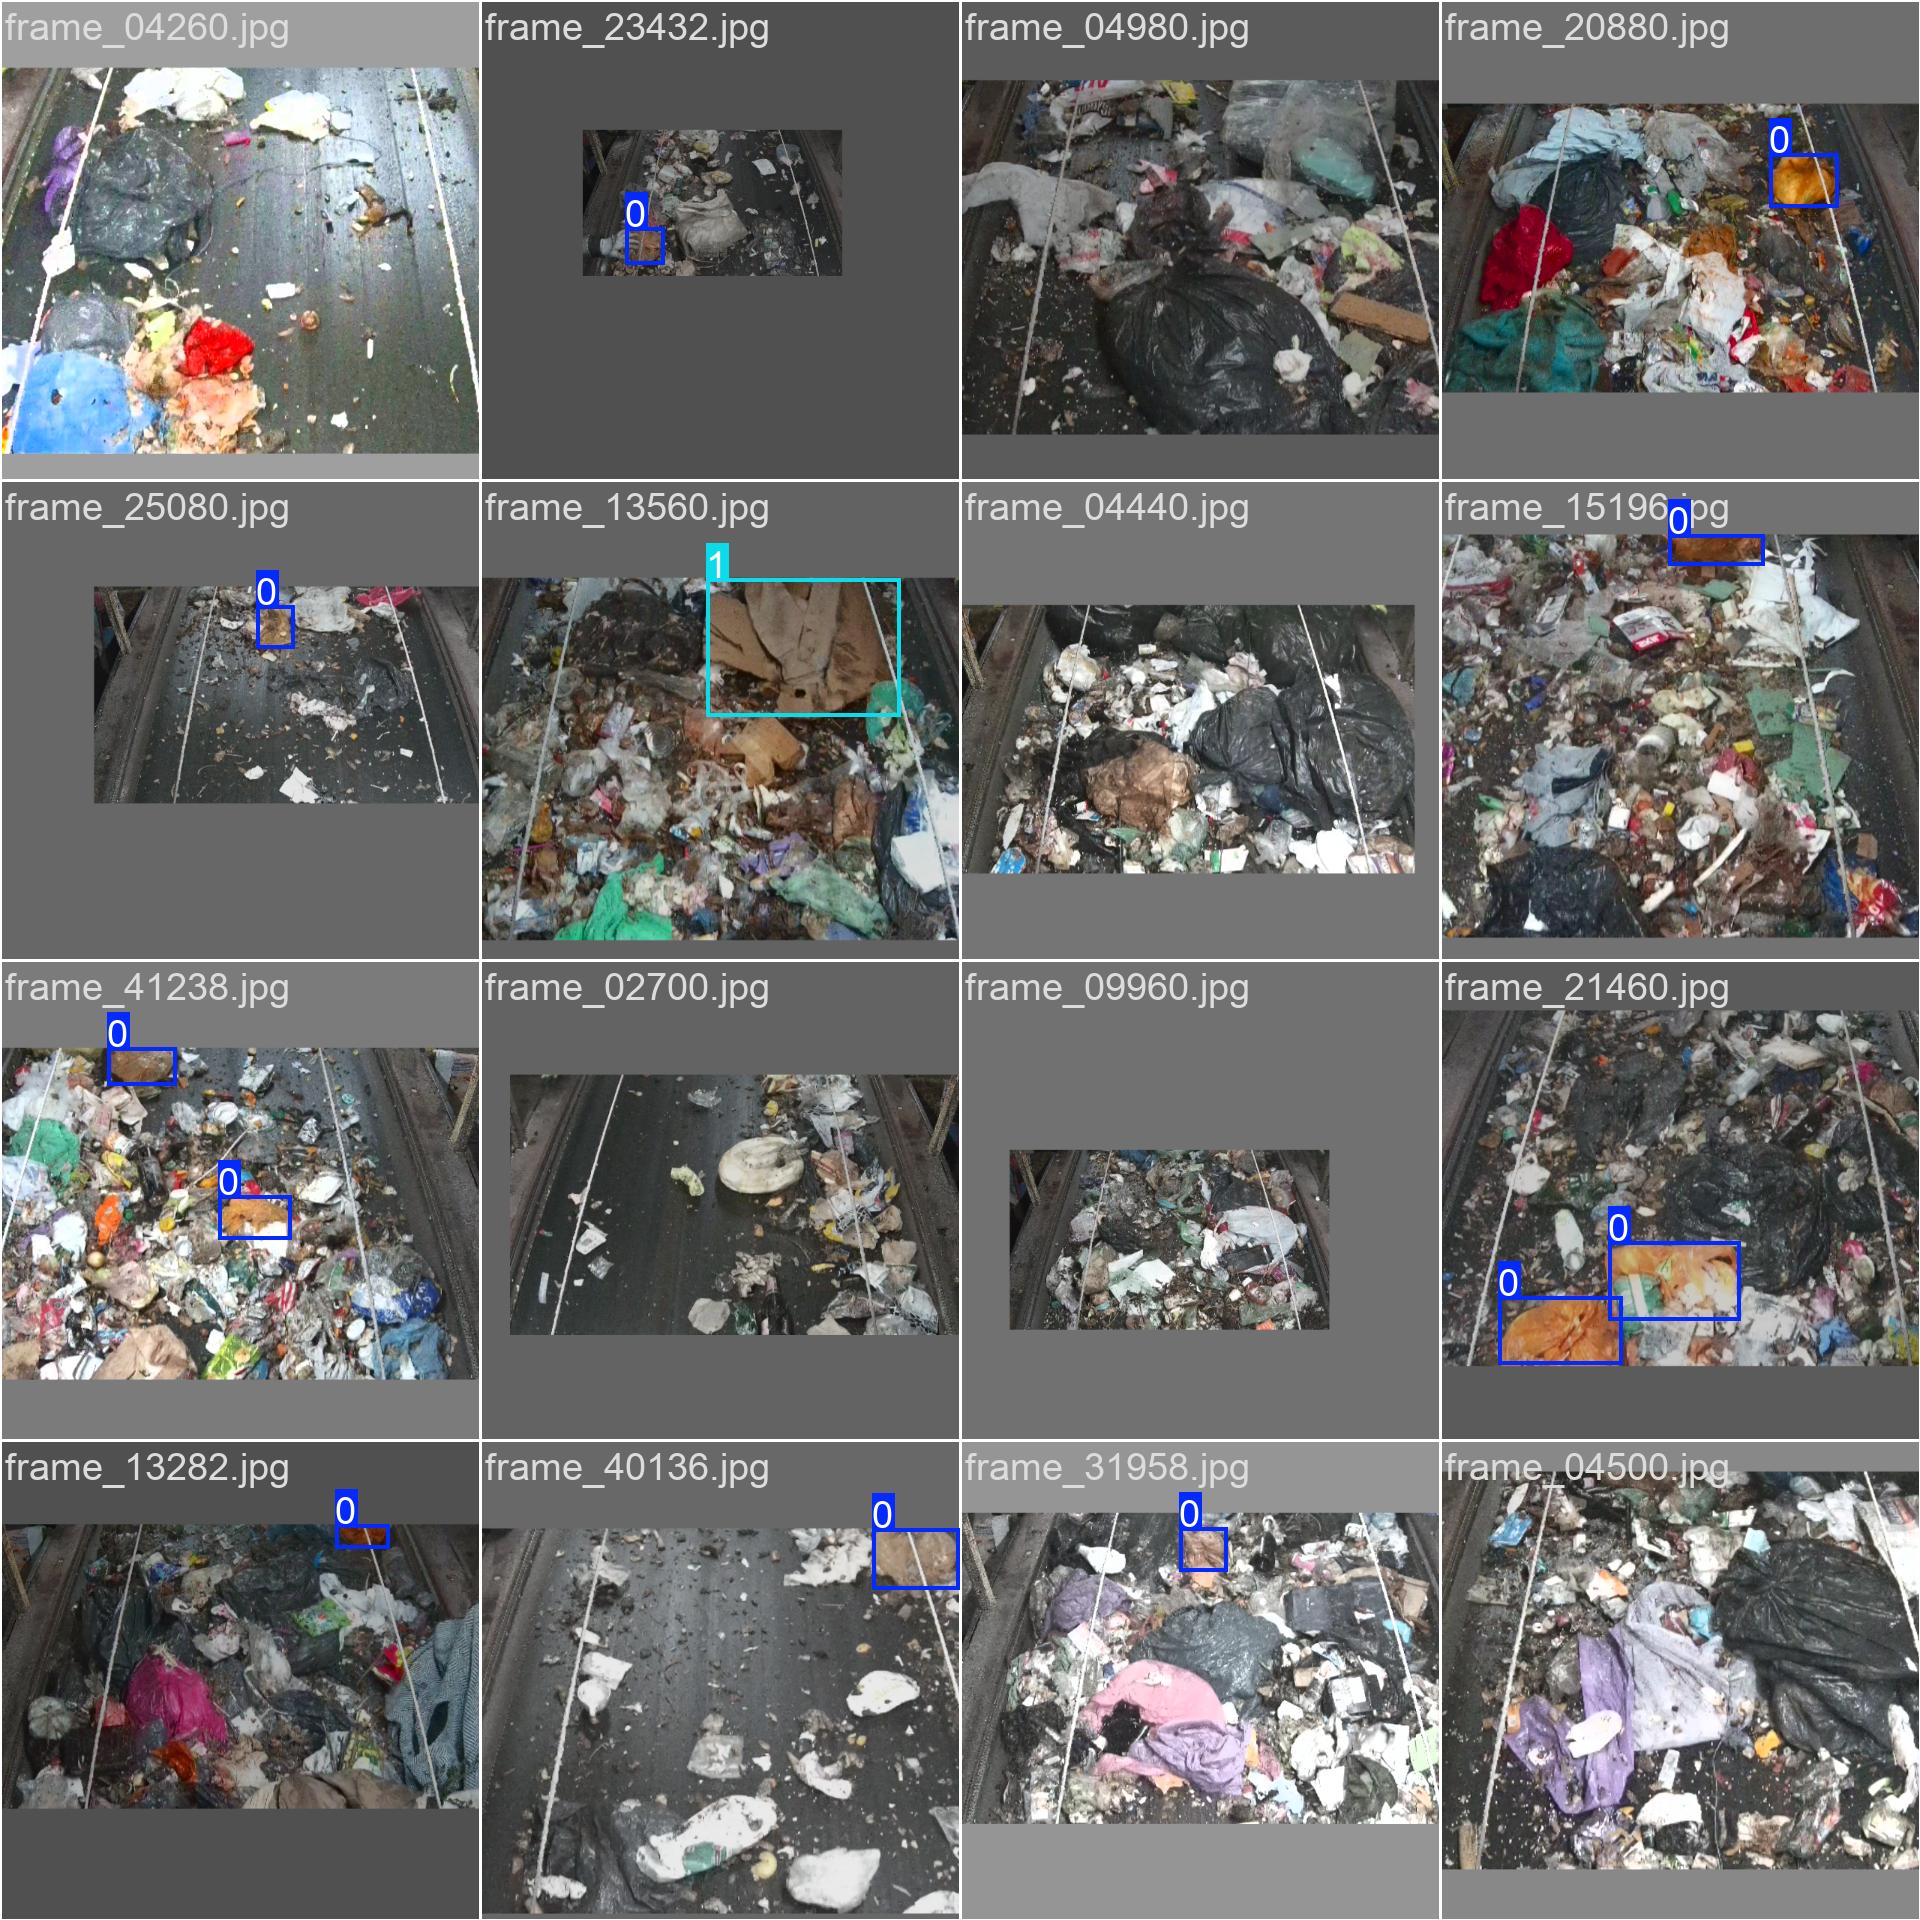 frame_04260.jpg
frame_23432.jpg
frame_04980.jpg
frame_20880.jpg
0
0
frame_25080.jpg
frame_13560.jpg
frame_04440.jpg
frame_15196.jpg
0
1
0
frame_41238.jpg
frame_02700.jpg
frame_09960.jpg
frame_21460.jpg
0
0
0
0
frame_13282.jpg
frame_40136.jpg
frame_31958.jpg
frame_04500.jpg
0
0
0